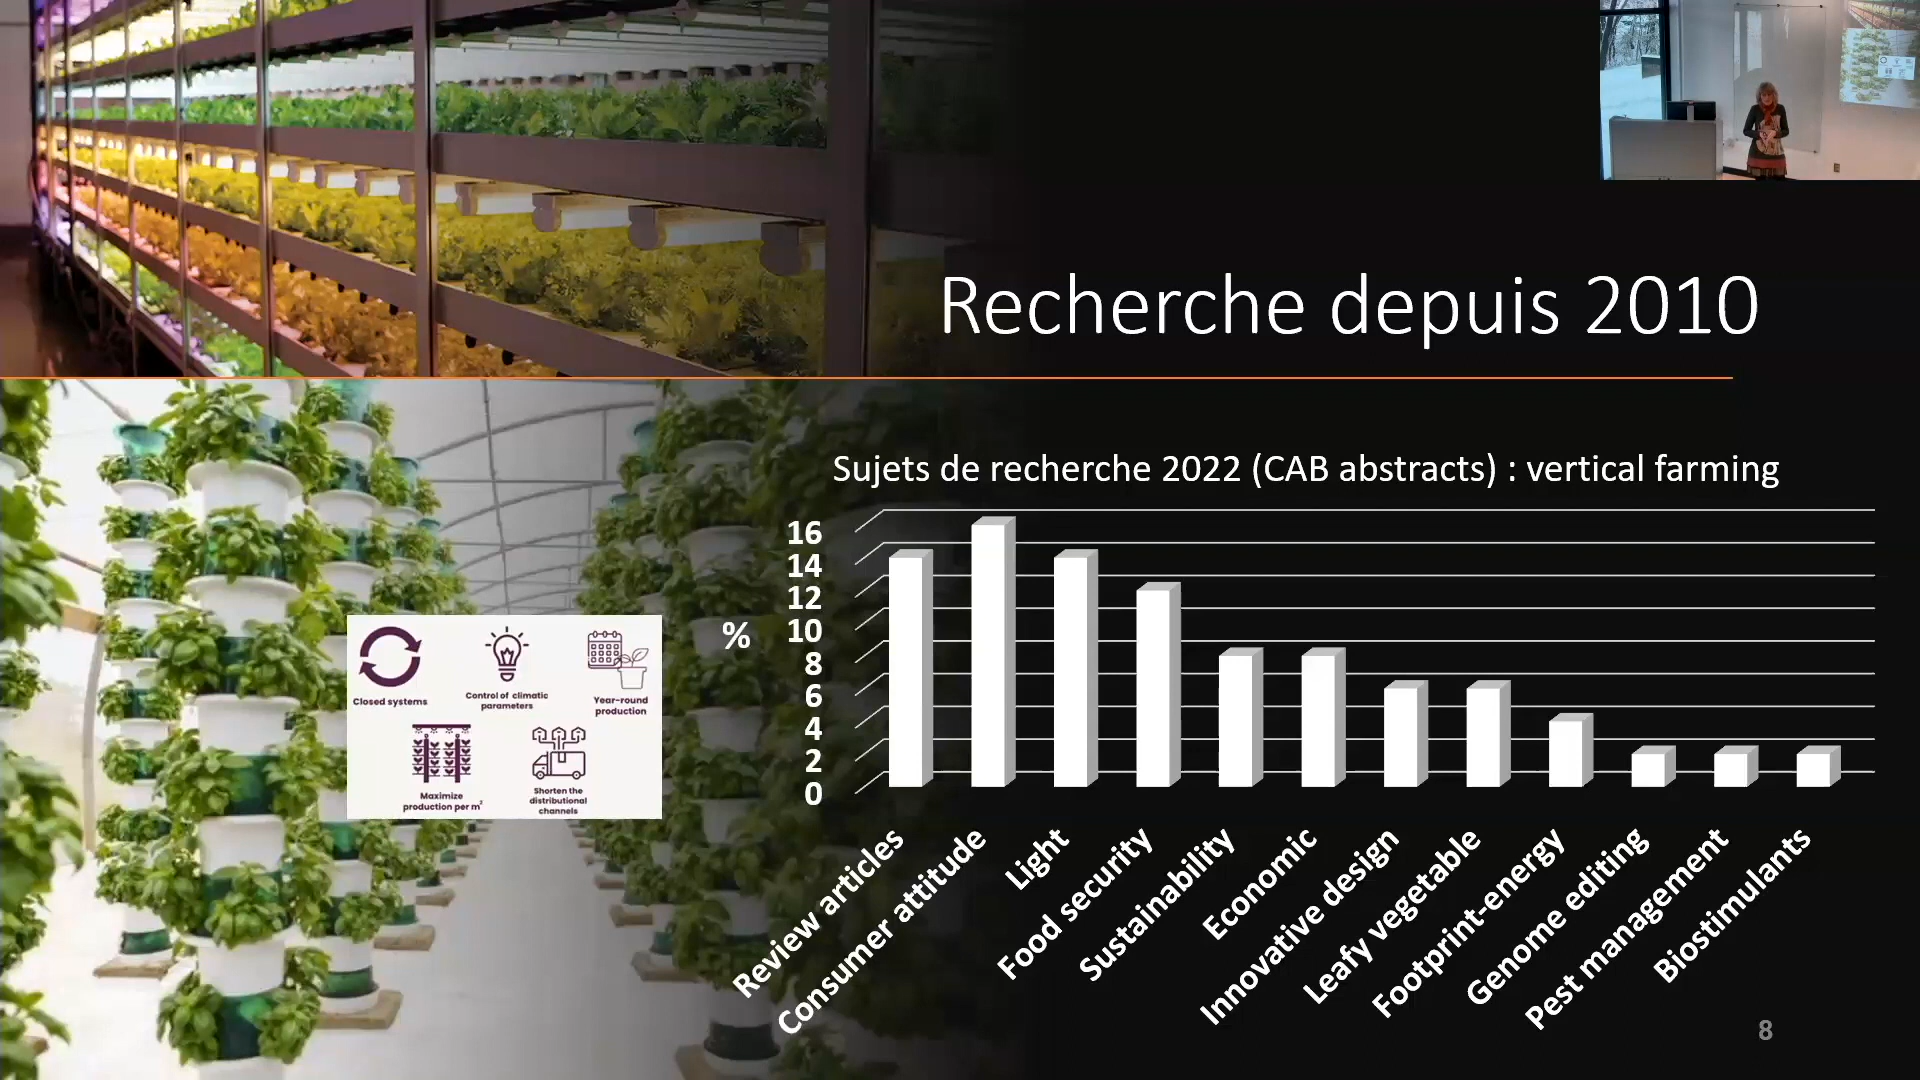 Recherche depuis 2010
Sujets de recherche 2022 (CAB abstracts) : vertical farming
%
16
14
12
10
8
6
4
2
0
Review articles
Consumer attitude
Light
Food security
Sustainability
Economic
Innovative design
Leafy vegetable
Footprint-energy
Genome editing
Pest management
Biostimulants
Closed systems
Control of climatic
parameters
Year-round
production
Maximize
production per m²
Shorten the
distributional
channels
8